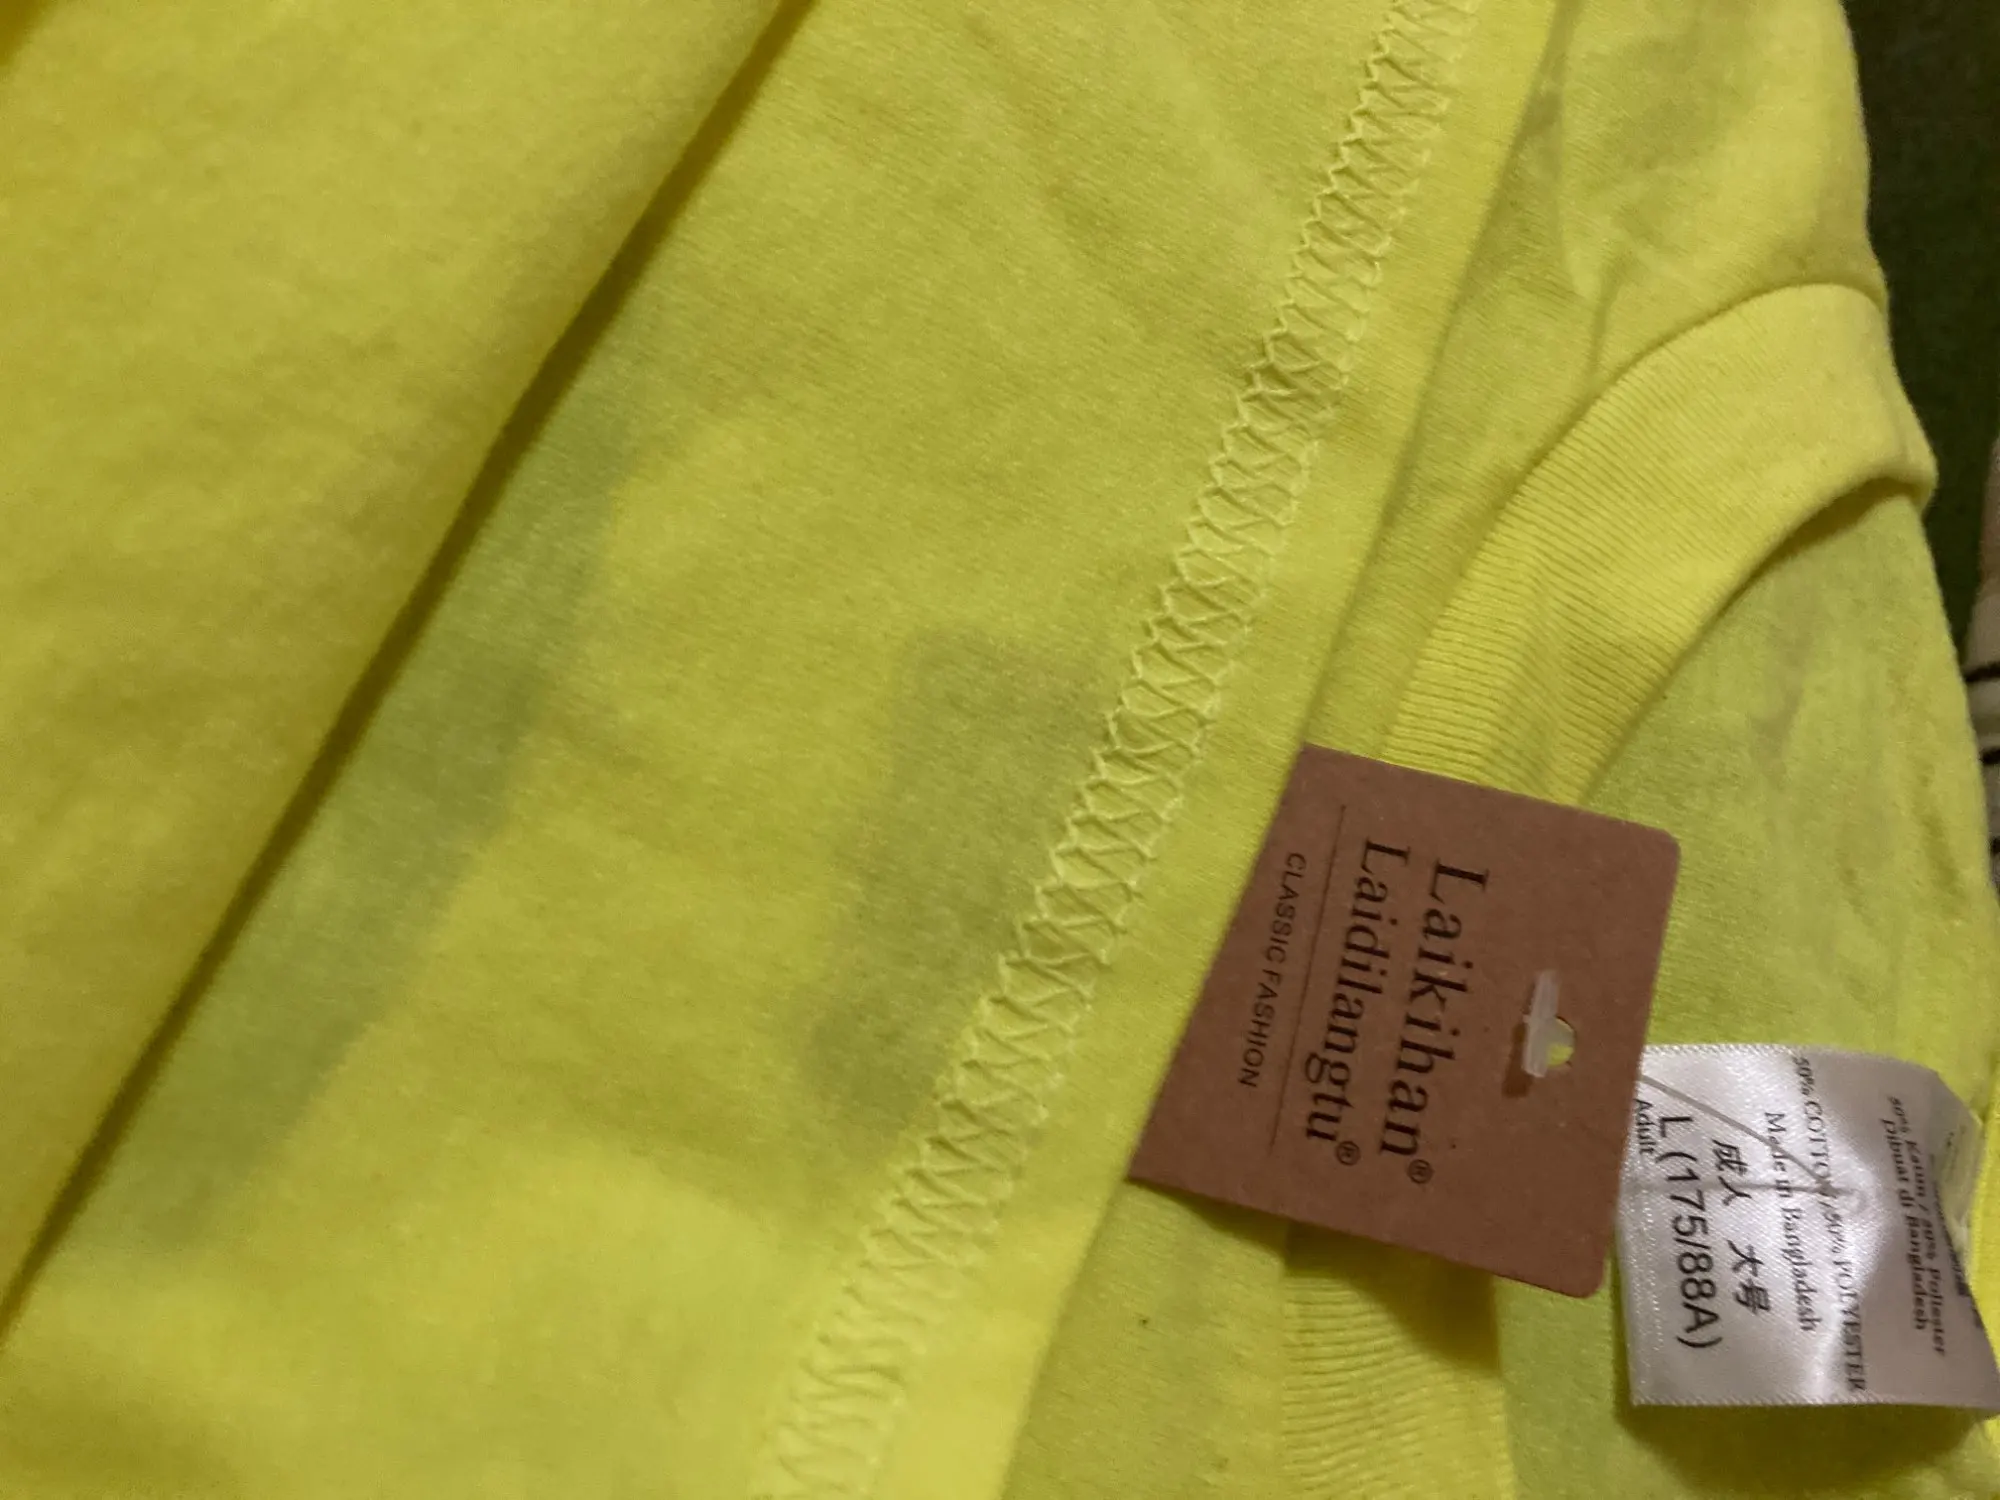 Laikihan®
Laidilangtu®
CLASSIC FASHION
50% Katun / 50% Poliester
Dibuat di Bangladesh
50% COTTON/50% POLYESTER
Made in Bangladesh
成人 大号
L(175/88A)
Adult